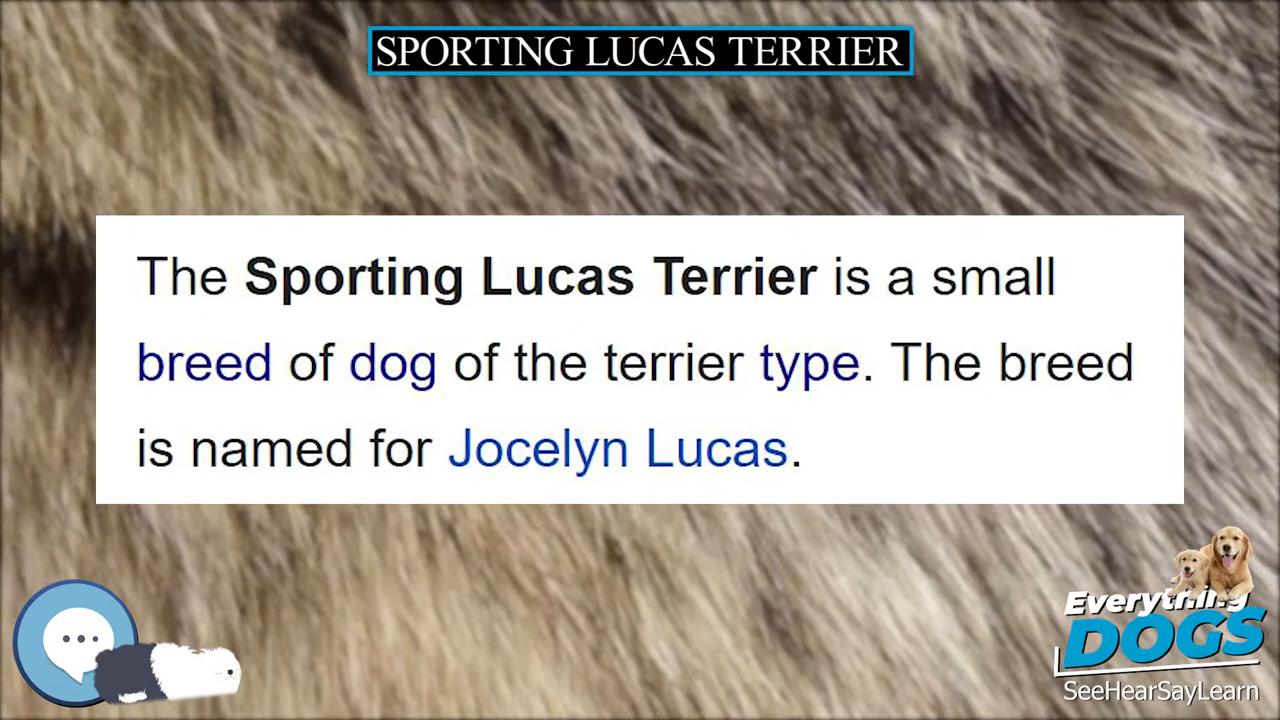 SPORTING LUCAS TERRIER
The Sporting Lucas Terrier is a small
breed of dog of the terrier type. The breed
is named for Jocelyn Lucas.
Everything
DOGS
SeeHearSayLearn